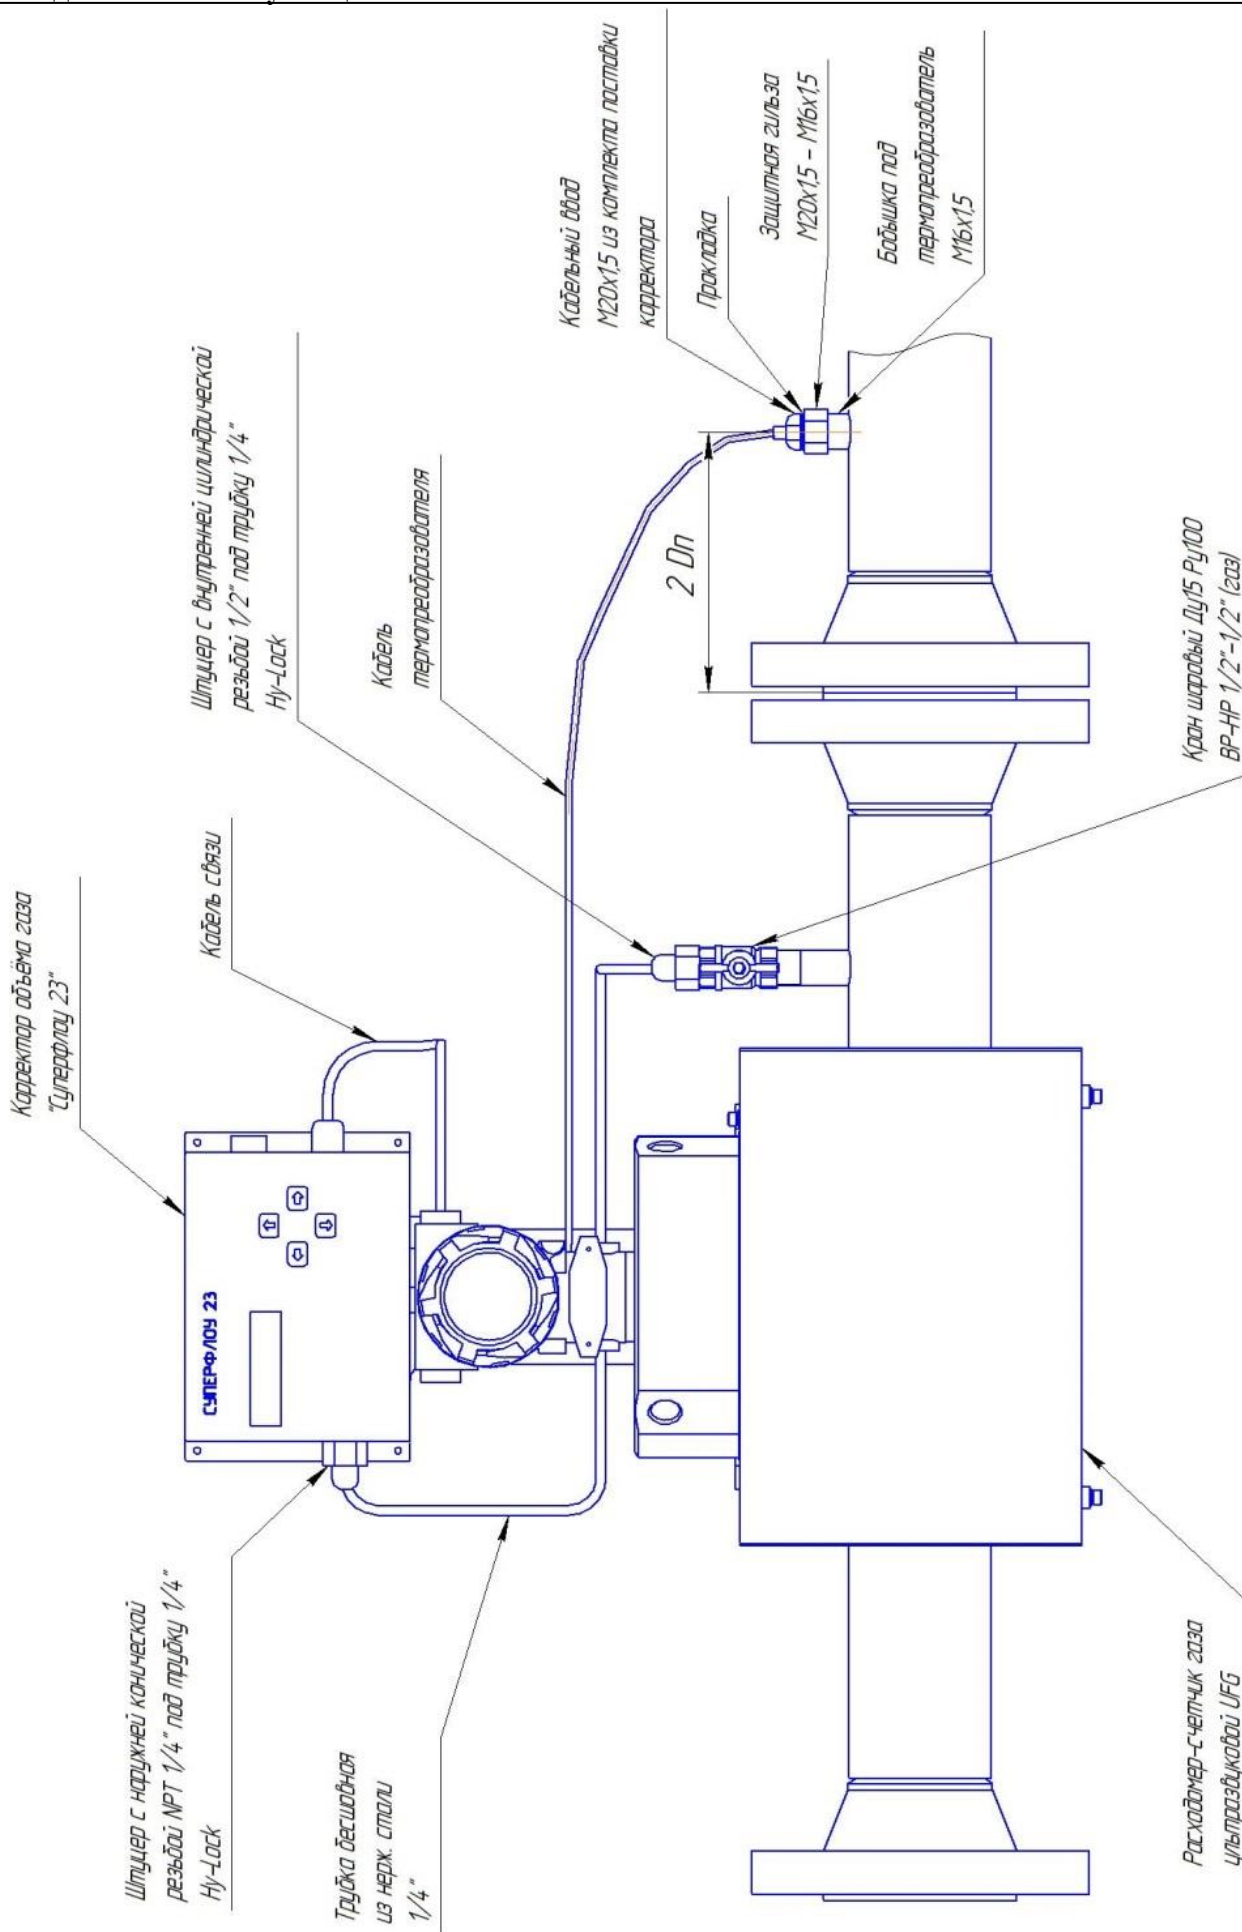 Корректор объёма газа
"Суперфлоу 23"
Кабель связи
Штуцер с внутренней цилиндрической
резьбой 1/2" под трубку 1/4"
Hy-Lock
Кабель
термопреобразователя
Кабельный ввод
М20х1,5 из комплекта поставки
корректора
Прокладка
Защитная гильза
М20х1,5 – М16х1,5
Бобышка под
термопреобразователь
М16х1,5
2 Dn
Кран шаровый Ду15 Ру100
ВР-НР 1/2"-1/2" (газ)
СУПЕРФЛОУ 23
Штуцер с наружней конической
резьбой NPT 1/4" под трубку 1/4"
Hy-Lock
Трубка бесшовная
из нерж. стали
1/4"
Расходомер-счетчик газа
ультразвуковой UFG